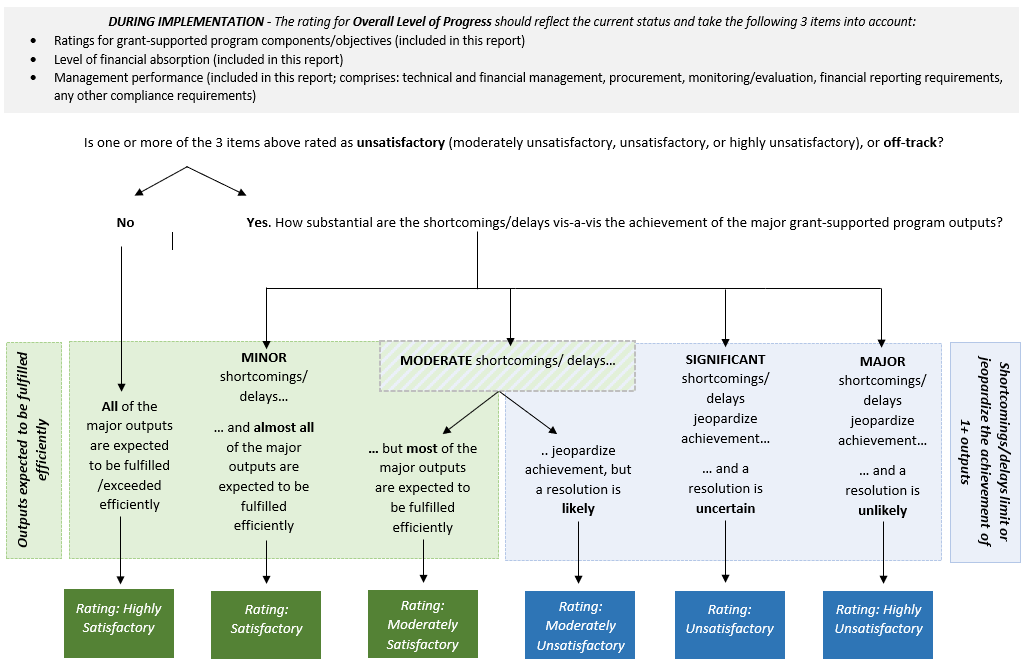 DURING IMPLEMENTATION - The rating for Overall Level of Progress should reflect the current status and take the following 3 items into account:
• Ratings for grant-supported program components/objectives (included in this report)
• Level of financial absorption (included in this report)
• Management performance (included in this report; comprises: technical and financial management, procurement, monitoring/evaluation, financial reporting requirements,
any other compliance requirements)
Is one or more of the 3 items above rated as unsatisfactory (moderately unsatisfactory, unsatisfactory, or highly unsatisfactory), or off-track?
No
Yes. How substantial are the shortcomings/delays vis-a-vis the achievement of the major grant-supported program outputs?
Outputs expected to be fulfilled
efficiently
All of the
major outputs
are expected
to be fulfilled
/exceeded
efficiently
MINOR
shortcomings/
delays…
… and almost all
of the major
outputs are
expected to be
fulfilled
efficiently
MODERATE shortcomings/ delays…
… but most of the
major outputs
are expected to
be fulfilled
efficiently
.. jeopardize
achievement, but
a resolution is
likely
SIGNIFICANT
shortcomings/
delays
jeopardize
achievement…
… and a
resolution is
uncertain
MAJOR
shortcomings/
delays
jeopardize
achievement…
… and a
resolution is
unlikely
Shortcomings/delays limit or
jeopardize the achievement of
1+ outputs
Rating: Highly
Satisfactory
Rating:
Satisfactory
Rating:
Moderately
Satisfactory
Rating:
Moderately
Unsatisfactory
Rating:
Unsatisfactory
Rating: Highly
Unsatisfactory